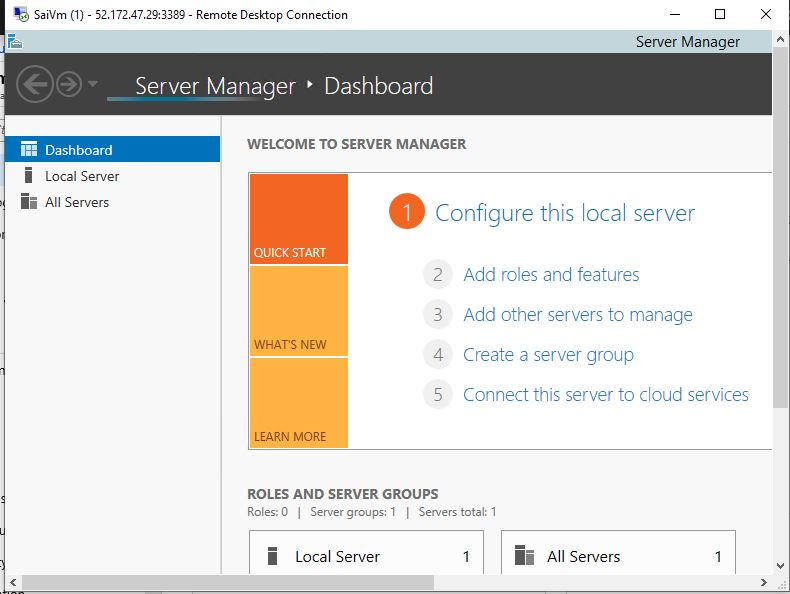 SaiVm (1) - 52.172.47.29:3389 - Remote Desktop Connection
Server Manager
Server Manager ‣ Dashboard
Dashboard
Local Server
All Servers
WELCOME TO SERVER MANAGER
QUICK START
WHAT'S NEW
LEARN MORE
1 Configure this local server
2 Add roles and features
3 Add other servers to manage
4 Create a server group
5 Connect this server to cloud services
ROLES AND SERVER GROUPS
Roles: 0 | Server groups: 1 | Servers total: 1
Local Server 1
All Servers 1